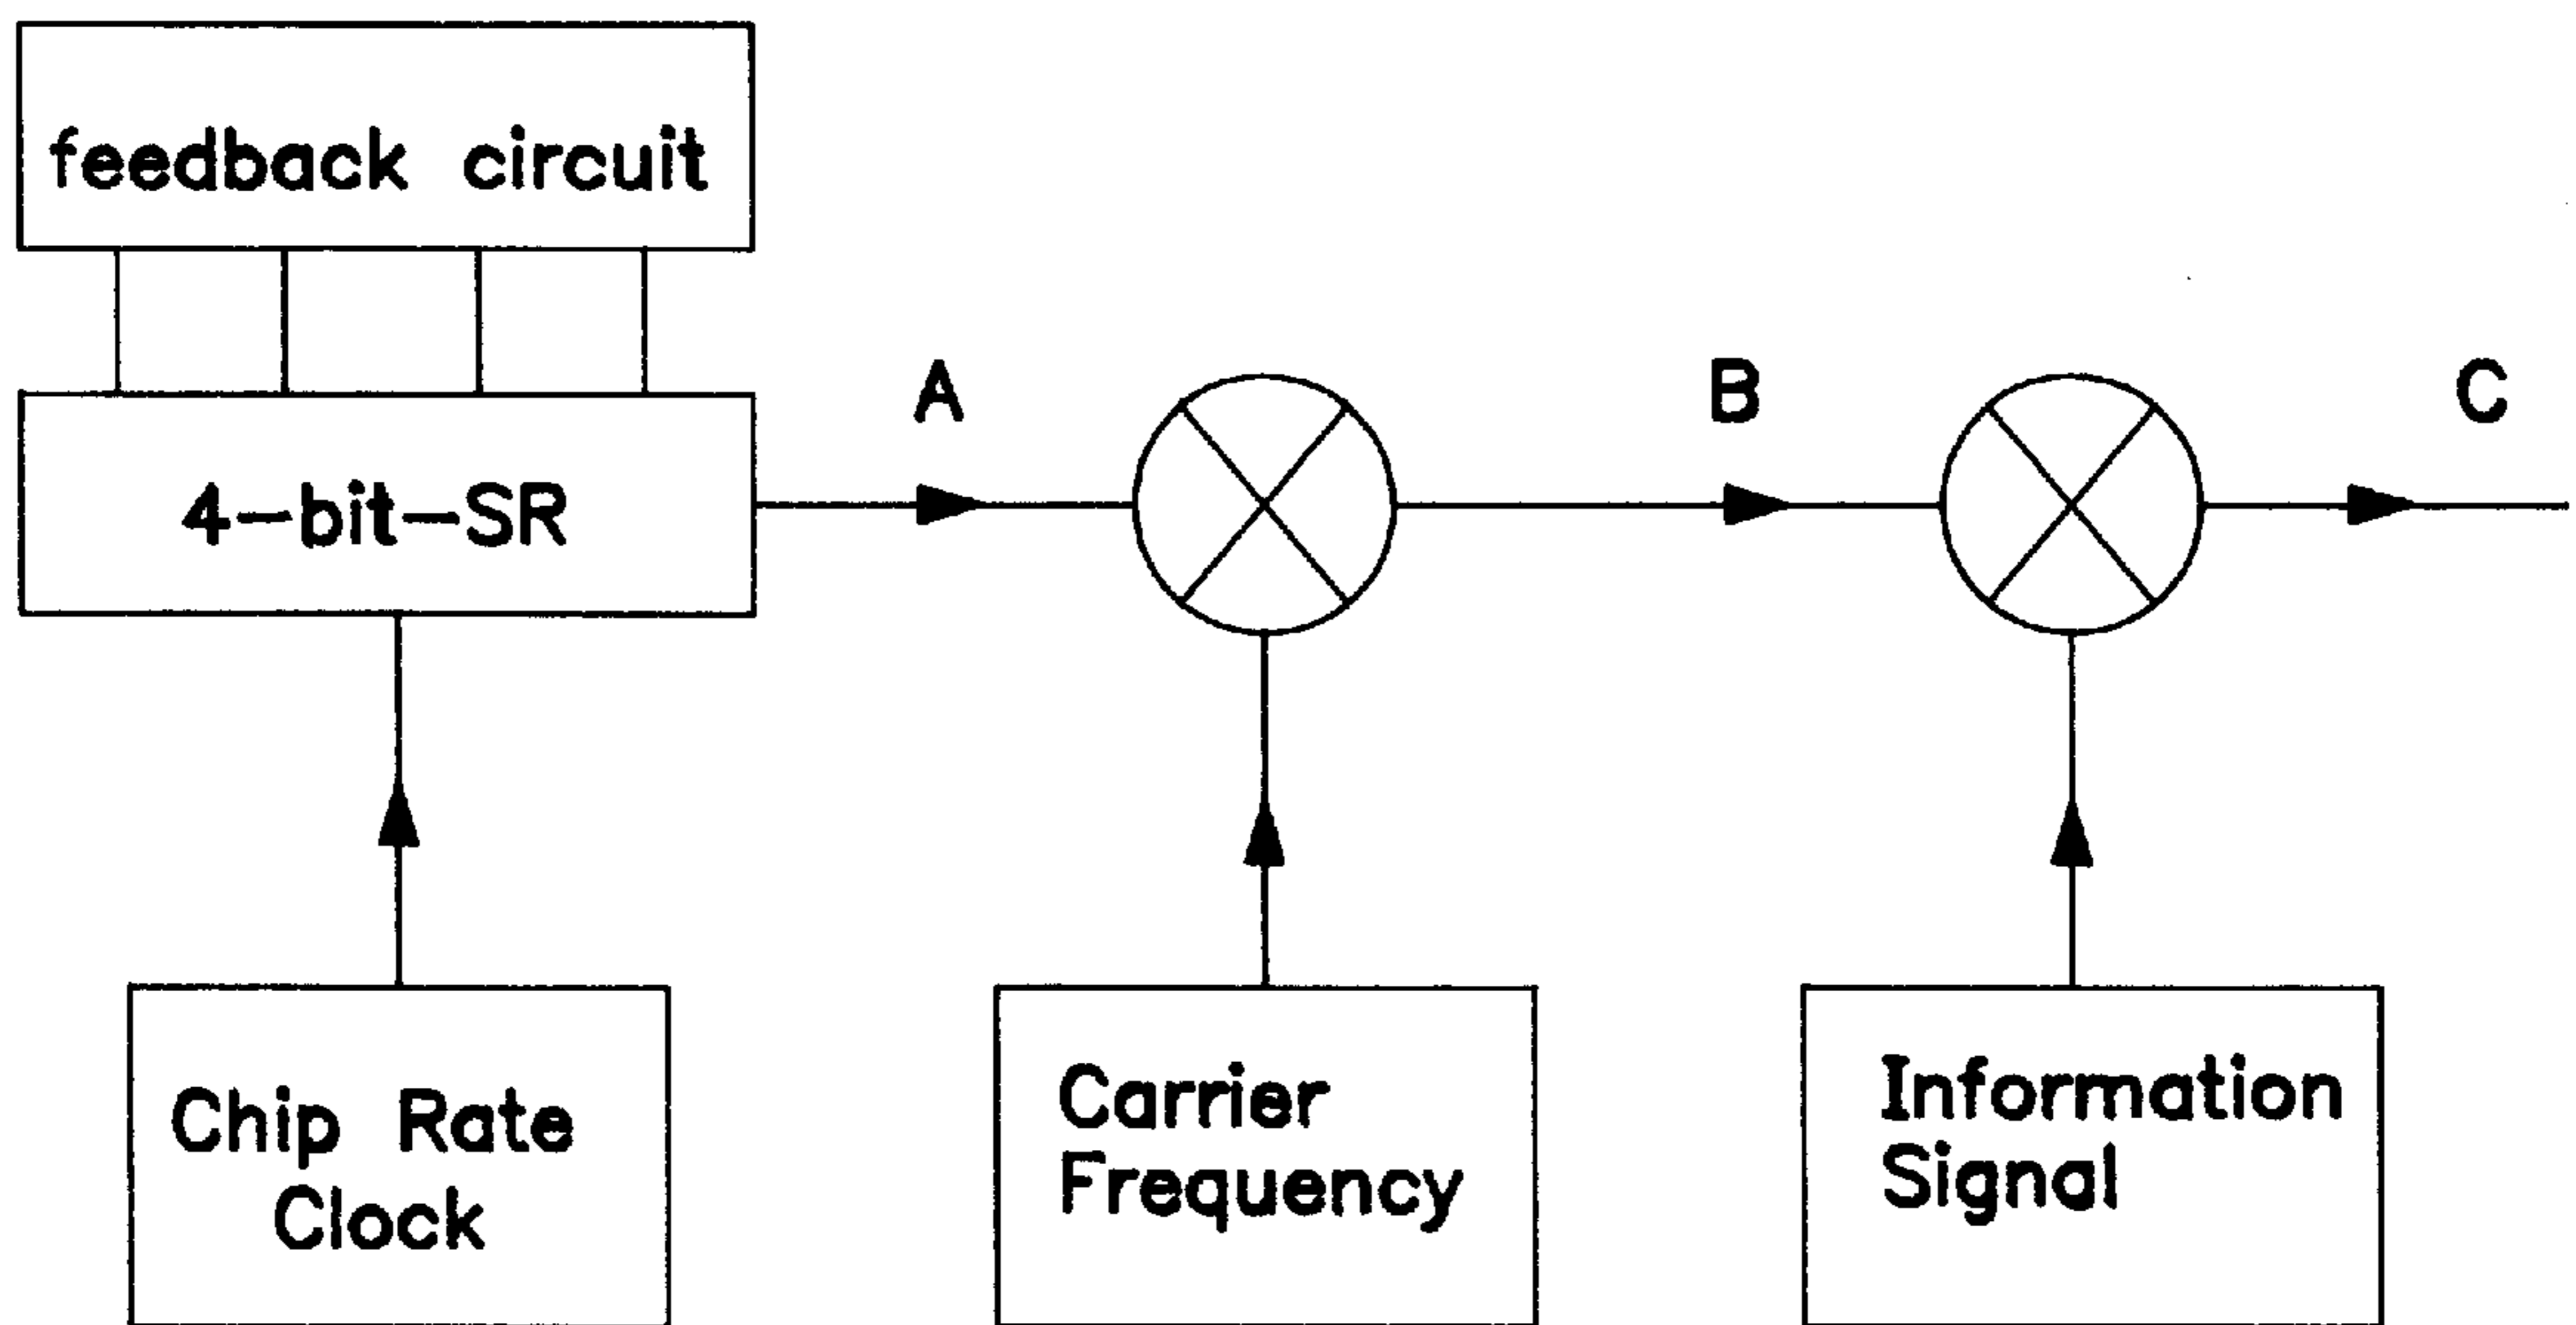 feedback circuit
4-bit-SR
A
B
C
Chip Rate
Clock
Carrier
Frequency
Information
Signal